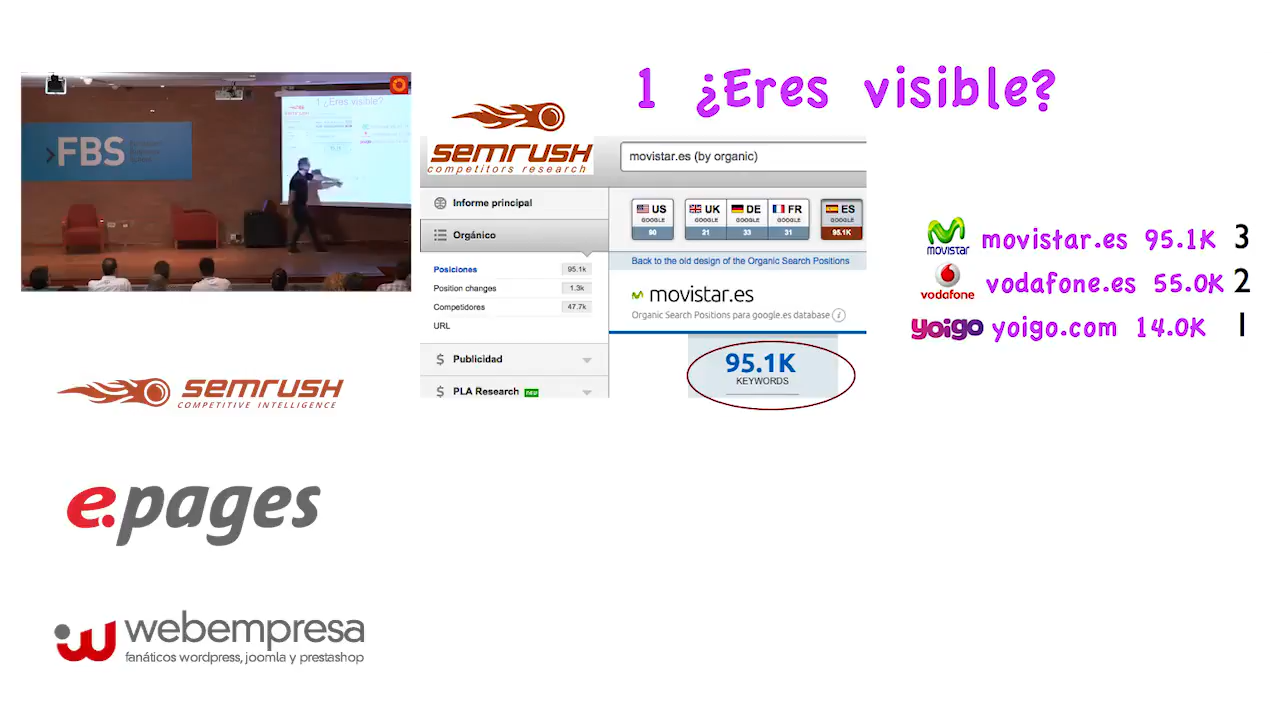 1 ¿Eres visible?
1 ¿Eres visible?
FBS
semrush
competitors research
movistar.es (by organic)
Informe principal
US
GOOGLE
90
UK
GOOGLE
21
DE
GOOGLE
33
FR
GOOGLE
31
ES
GOOGLE
95.1K
Orgánico
Back to the old design of the Organic Search Positions
Posiciones 95.1k
Position changes 1.3k
Competidores 47.7k
URL
movistar.es
Organic Search Positions para google.es database i
Publicidad
PLA Research new
95.1K
KEYWORDS
movistar movistar.es 95.1K 3
vodafone vodafone.es 55.0K 2
yoigo yoigo.com 14.0K 1
semrush
COMPETITIVE INTELLIGENCE
e.pages
webempresa
fanáticos wordpress, joomla y prestashop